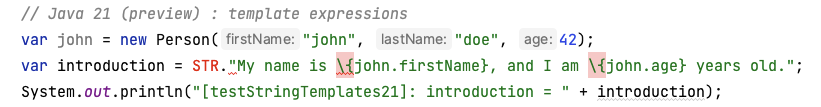 // Java 21 (preview) : template expressions
var john = new Person( firstName: "john", lastName: "doe", age: 42);
var introduction = STR."My name is \{john.firstName}, and I am \{john.age} years old.";
System.out.println("[testStringTemplates21]: introduction = " + introduction);